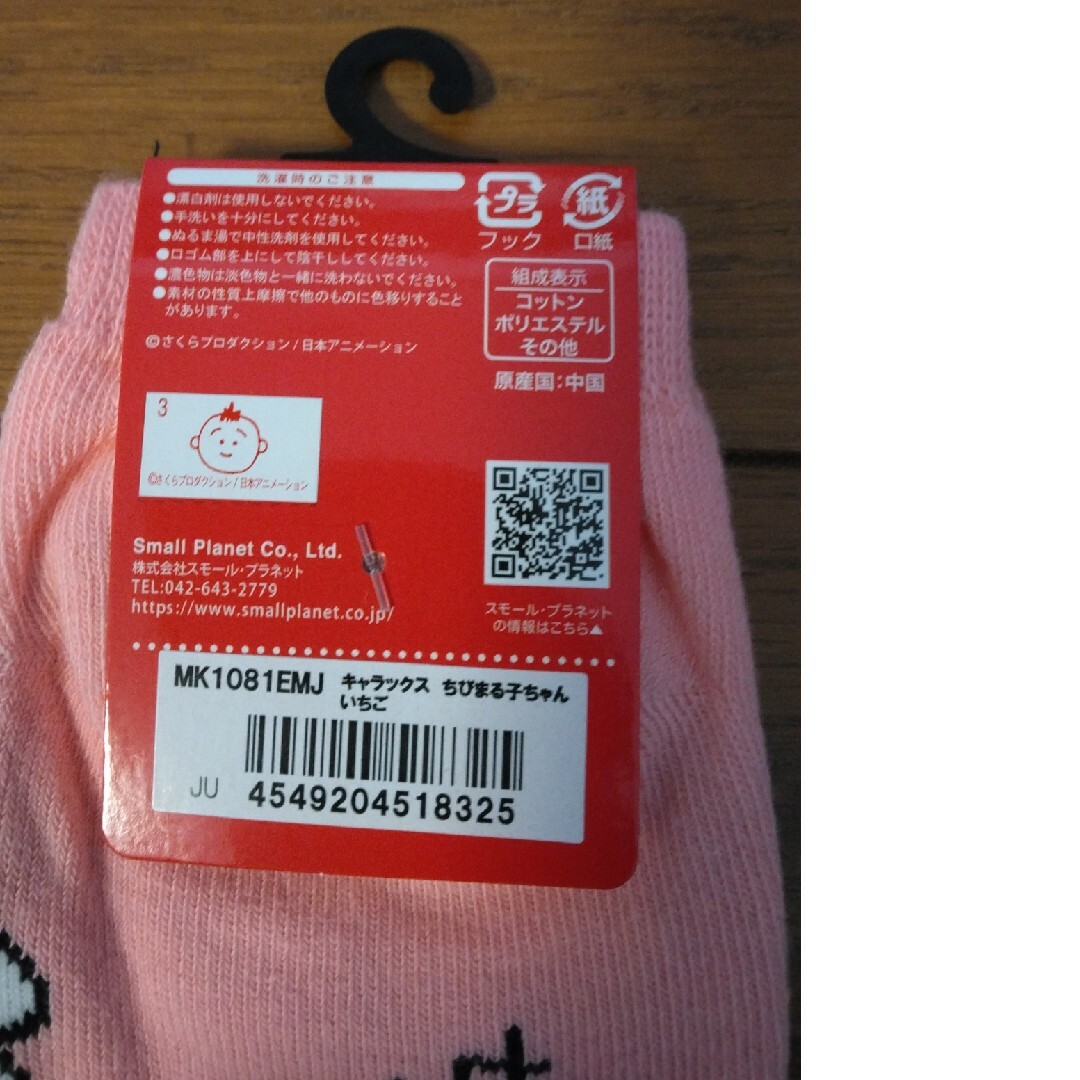 洗濯時のご注意
●漂白剤は使用しないでください。
●手洗いを十分にしてください。
●ぬるま湯で中性洗剤を使用してください。
●口ゴム部を上にして陰干ししてください。
●濃色物は淡色物と一緒に洗わないでください。
●素材の性質上摩擦で他のものに色移りすること
があります。
©さくらプロダクション / 日本アニメーション
プラ
フック
紙
口紙
組成表示
コットン
ポリエステル
その他
原産国：中国
3
©さくらプロダクション / 日本アニメーション
Small Planet Co., Ltd.
株式会社スモール・プラネット
TEL:042-643-2779
https://www.smallplanet.co.jp/
スモール・プラネット
の情報はこちら▲
MK1081EMJ キャラックス ちびまる子ちゃん
いちご
JU
4549204518325